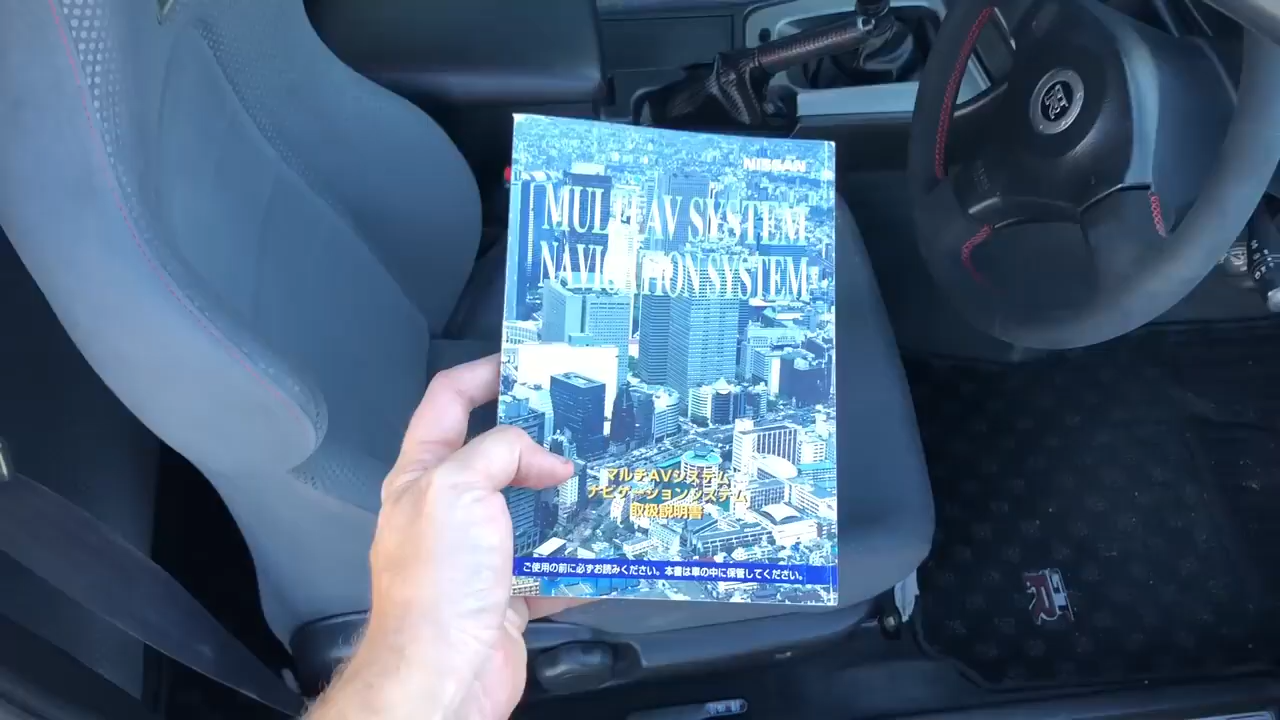 NISSAN
MULTI AV SYSTEM
NAVIGATION SYSTEM
マルチAVシステム
ナビゲーションシステム
取扱説明書
ご使用の前に必ずお読みください。本書は車の中に保管してください。
GT-R